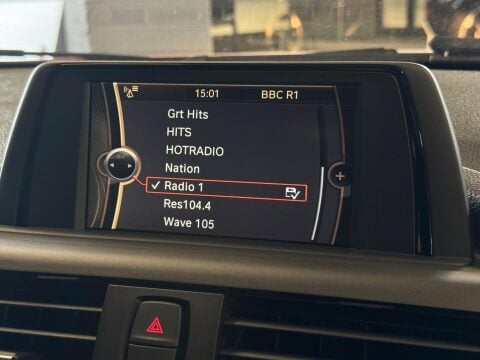 15:01 BBC R1
Grt Hits
HITS
HOTRADIO
Nation
Radio 1
Res104.4
Wave 105